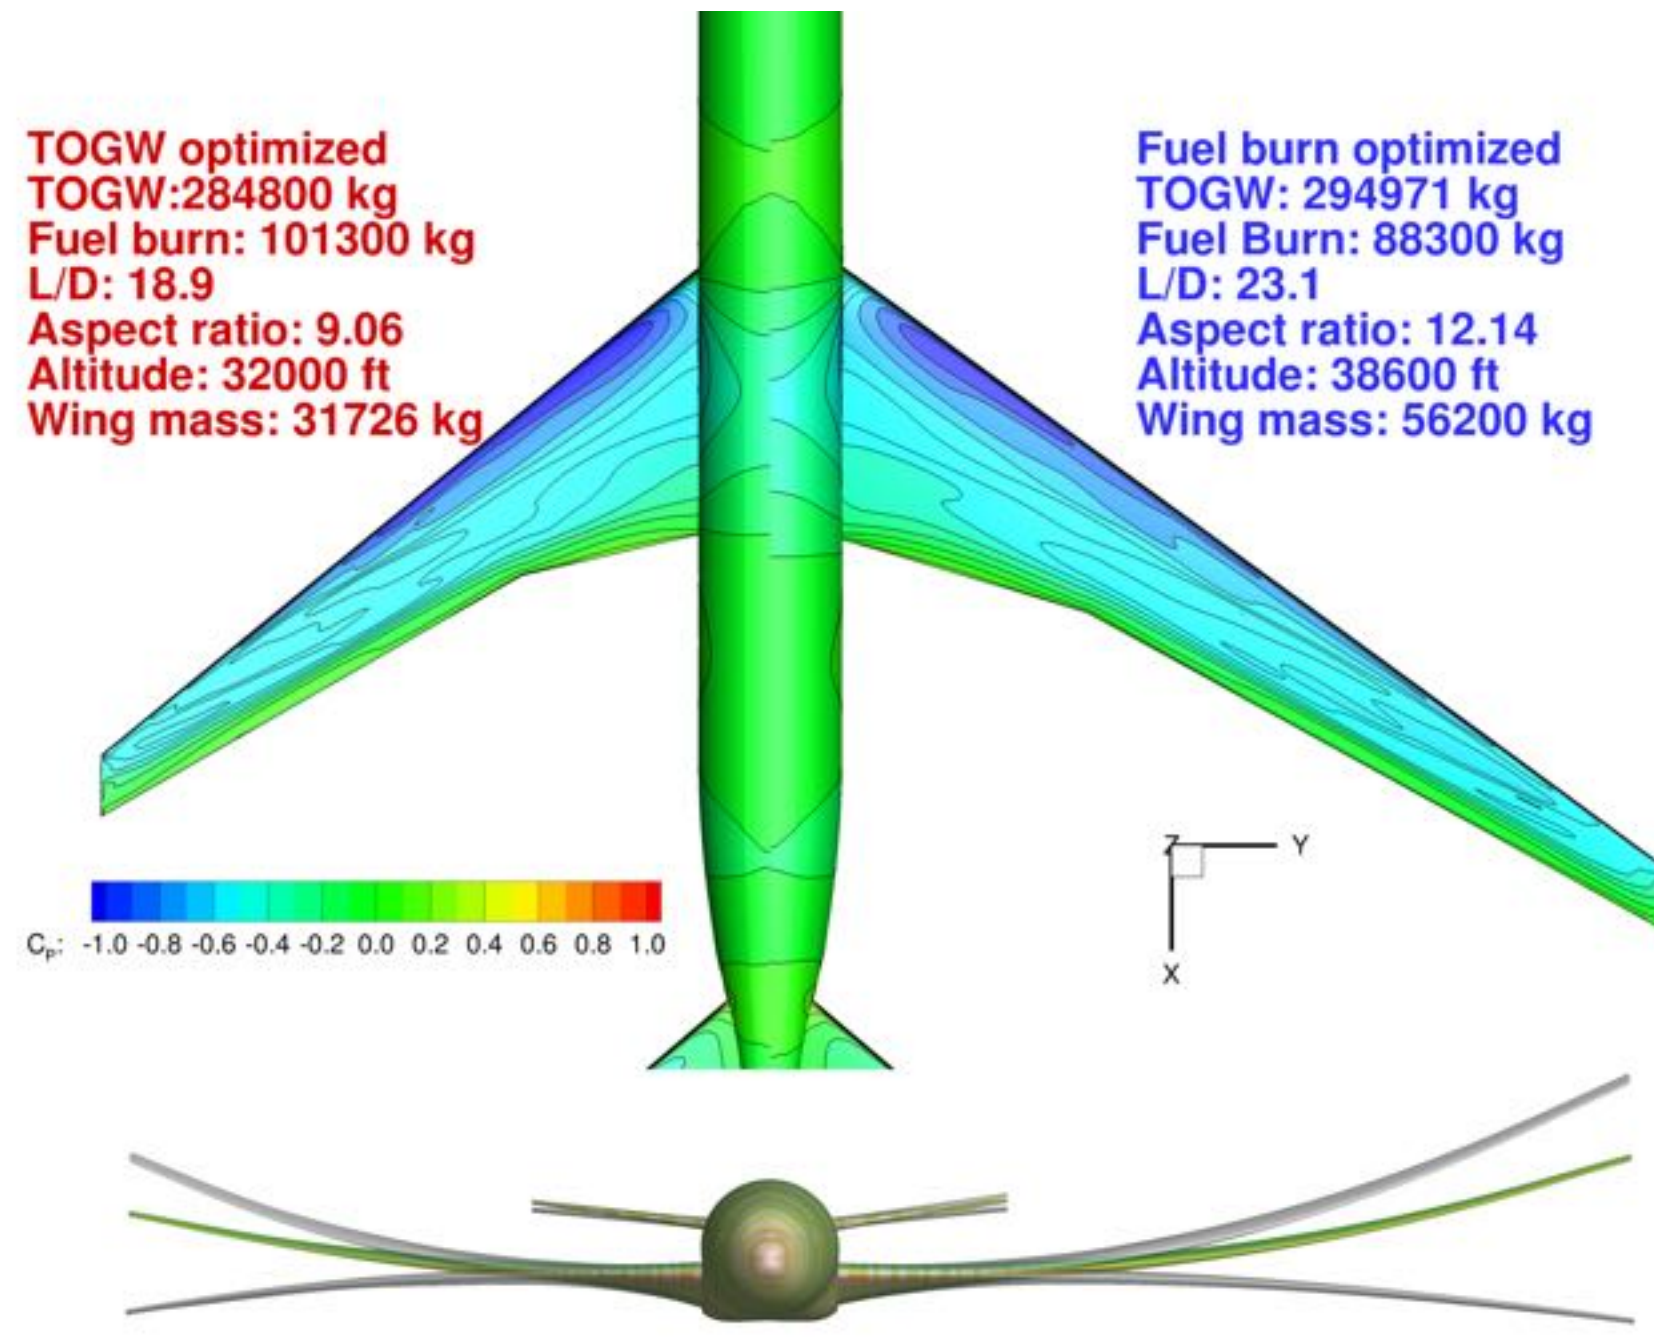 TOGW optimized
TOGW:284800 kg
Fuel burn: 101300 kg
L/D: 18.9
Aspect ratio: 9.06
Altitude: 32000 ft
Wing mass: 31726 kg
Fuel burn optimized
TOGW: 294971 kg
Fuel Burn: 88300 kg
L/D: 23.1
Aspect ratio: 12.14
Altitude: 38600 ft
Wing mass: 56200 kg
Z Y
X
Cp: -1.0 -0.8 -0.6 -0.4 -0.2 0.0 0.2 0.4 0.6 0.8 1.0